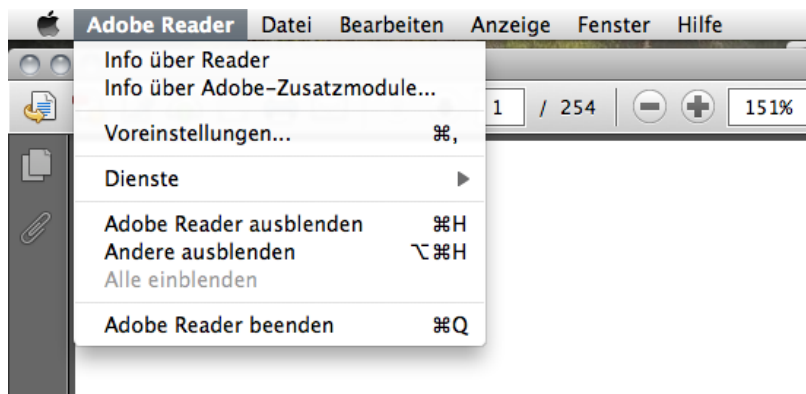 Adobe Reader Datei Bearbeiten Anzeige Fenster Hilfe
Info über Reader
Info über Adobe-Zusatzmodule...
1 / 254 151%
Voreinstellungen... ⌘,
Dienste ▶
Adobe Reader ausblenden ⌘H
Andere ausblenden ⌥⌘H
Alle einblenden
Adobe Reader beenden ⌘Q